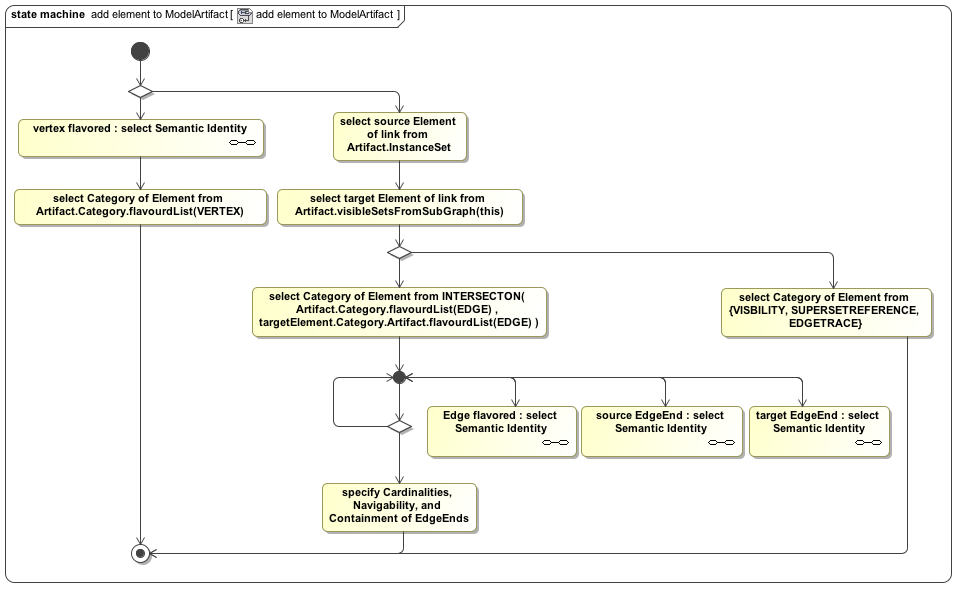 state machine add element to ModelArtifact [ add element to ModelArtifact ]
vertex flavored : select Semantic Identity
select source Element
of link from
Artifact.InstanceSet
select Category of Element from
Artifact.Category.flavourdList(VERTEX)
select target Element of link from
Artifact.visibleSetsFromSubGraph(this)
select Category of Element from INTERSECTON(
Artifact.Category.flavourdList(EDGE) ,
targetElement.Category.Artifact.flavourdList(EDGE) )
select Category of Element from
{VISBILITY, SUPERSETREFERENCE,
EDGETRACE}
Edge flavored : select
Semantic Identity
source EdgeEnd : select
Semantic Identity
target EdgeEnd : select
Semantic Identity
specify Cardinalities,
Navigability, and
Containment of EdgeEnds